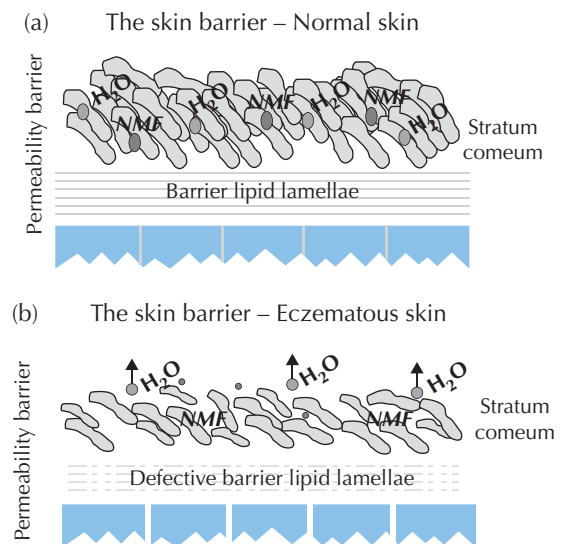 (a) The skin barrier – Normal skin
Permeability barrier
H₂O
NMF
H₂O
NMF
H₂O
NMF
H₂O
Stratum
comeum
Barrier lipid lamellae
(b) The skin barrier – Eczematous skin
Permeability barrier
H₂O
H₂O
H₂O
NMF
NMF
Stratum
comeum
Defective barrier lipid lamellae